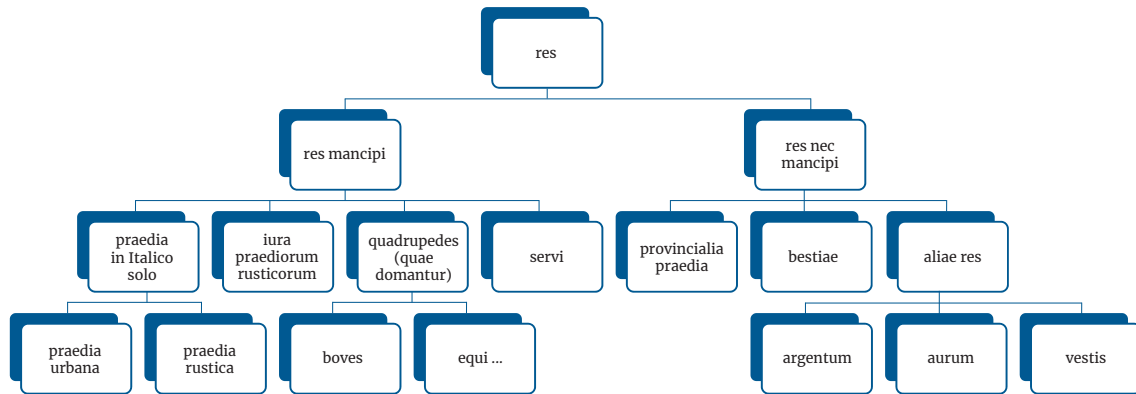 res
res mancipi
res nec
mancipi
praedia
in Italico
solo
iura
praediorum
rusticorum
quadrupedes
(quae
domantur)
servi
provincialia
praedia
bestiae
aliae res
praedia
urbana
praedia
rustica
boves
equi ...
argentum
aurum
vestis